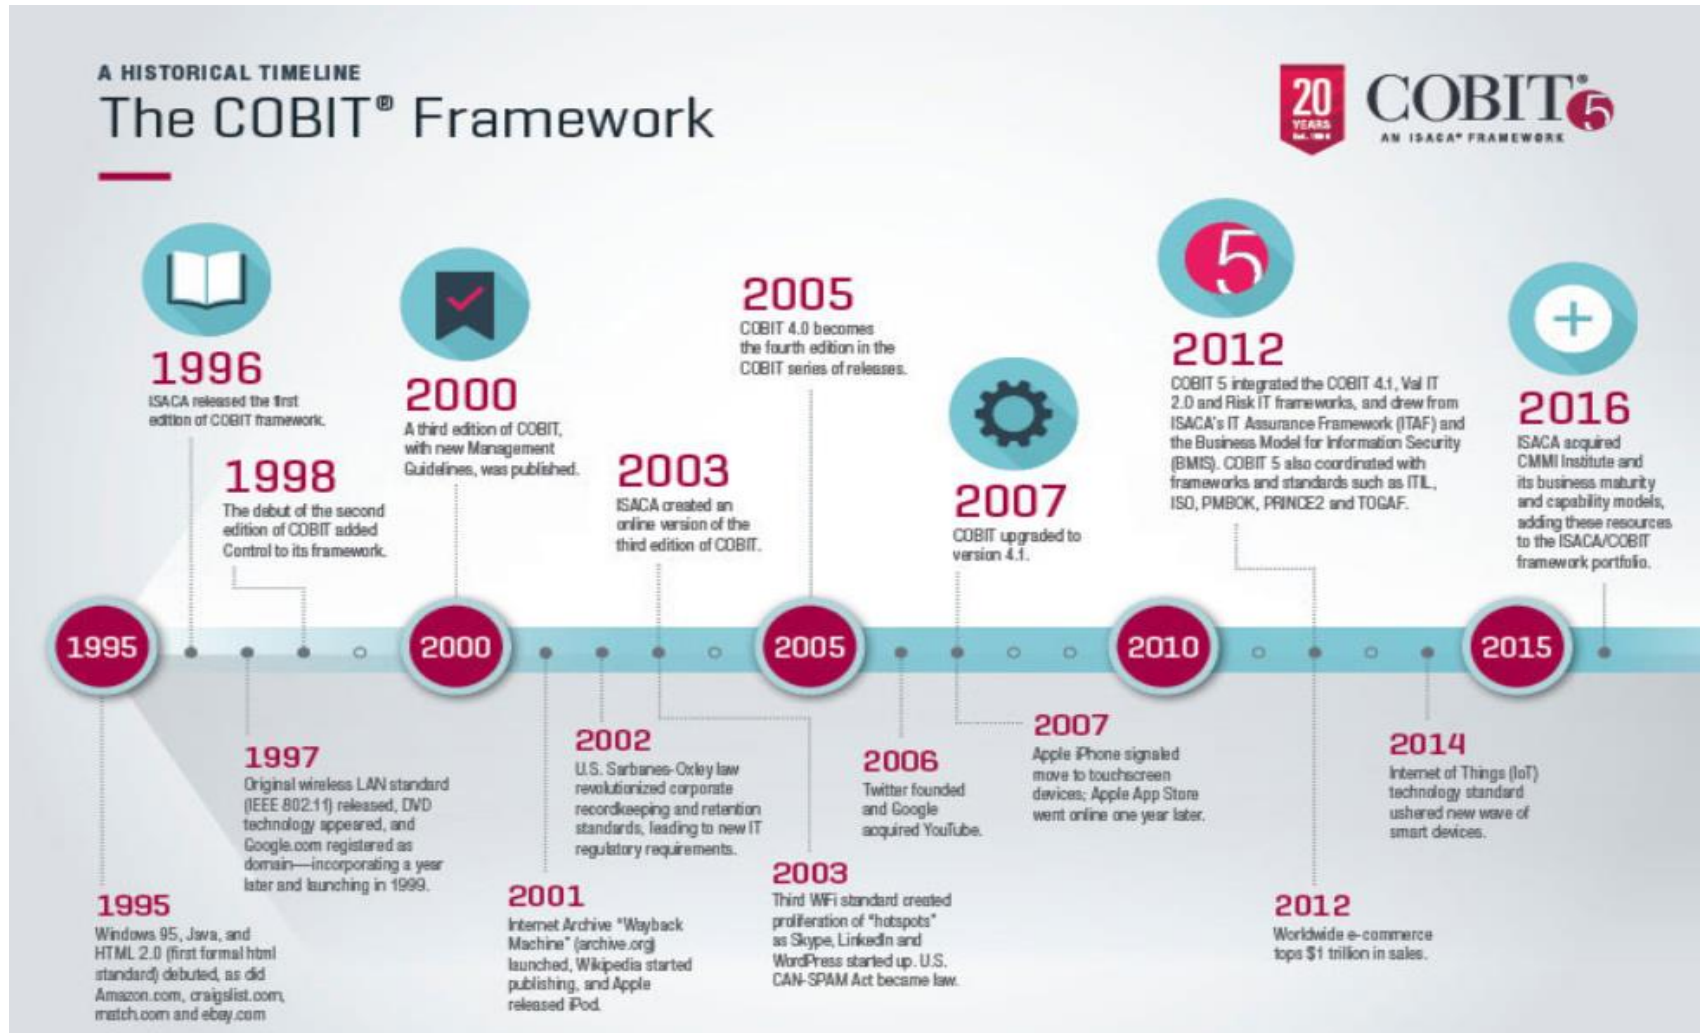 A HISTORICAL TIMELINE
The COBIT® Framework
20
YEARS
COBIT® 5
AN ISACA® FRAMEWORK
1996
ISACA released the first
edition of COBIT framework.
1998
The debut of the second
edition of COBIT added
Control to its framework.
2000
A third edition of COBIT,
with new Management
Guidelines, was published.
2003
ISACA created an
online version of the
third edition of COBIT.
2005
COBIT 4.0 becomes
the fourth edition in the
COBIT series of releases.
2007
COBIT upgraded to
version 4.1.
5
2012
COBIT 5 integrated the COBIT 4.1, Val IT
2.0 and Risk IT frameworks, and drew from
ISACA's IT Assurance Framework (ITAF) and
the Business Model for Information Security
(BMIS). COBIT 5 also coordinated with
frameworks and standards such as ITIL,
ISO, PMBOK, PRINCE2 and TOGAF.
2016
ISACA acquired
CMMI Institute and
its business maturity
and capability models,
adding these resources
to the ISACA/COBIT
framework portfolio.
1995
2000
2005
2010
2015
1995
Windows 95, Java, and
HTML 2.0 (first formal html
standard) debuted, as did
Amazon.com, craigslist.com,
match.com and ebay.com
1997
Original wireless LAN standard
(IEEE 802.11) released, DVD
technology appeared, and
Google.com registered as
domain—incorporating a year
later and launching in 1999.
2001
Internet Archive "Wayback
Machine" (archive.org)
launched, Wikipedia started
publishing, and Apple
released iPod.
2002
U.S. Sarbanes-Oxley law
revolutionized corporate
recordkeeping and retention
standards, leading to new IT
regulatory requirements.
2003
Third WiFi standard created
proliferation of "hotspots"
as Skype, LinkedIn and
WordPress started up. U.S.
CAN-SPAM Act became law.
2006
Twitter founded
and Google
acquired YouTube.
2007
Apple iPhone signaled
move to touchscreen
devices; Apple App Store
went online one year later.
2012
Worldwide e-commerce
tops $1 trillion in sales.
2014
Internet of Things (IoT)
technology standard
ushered new wave of
smart devices.